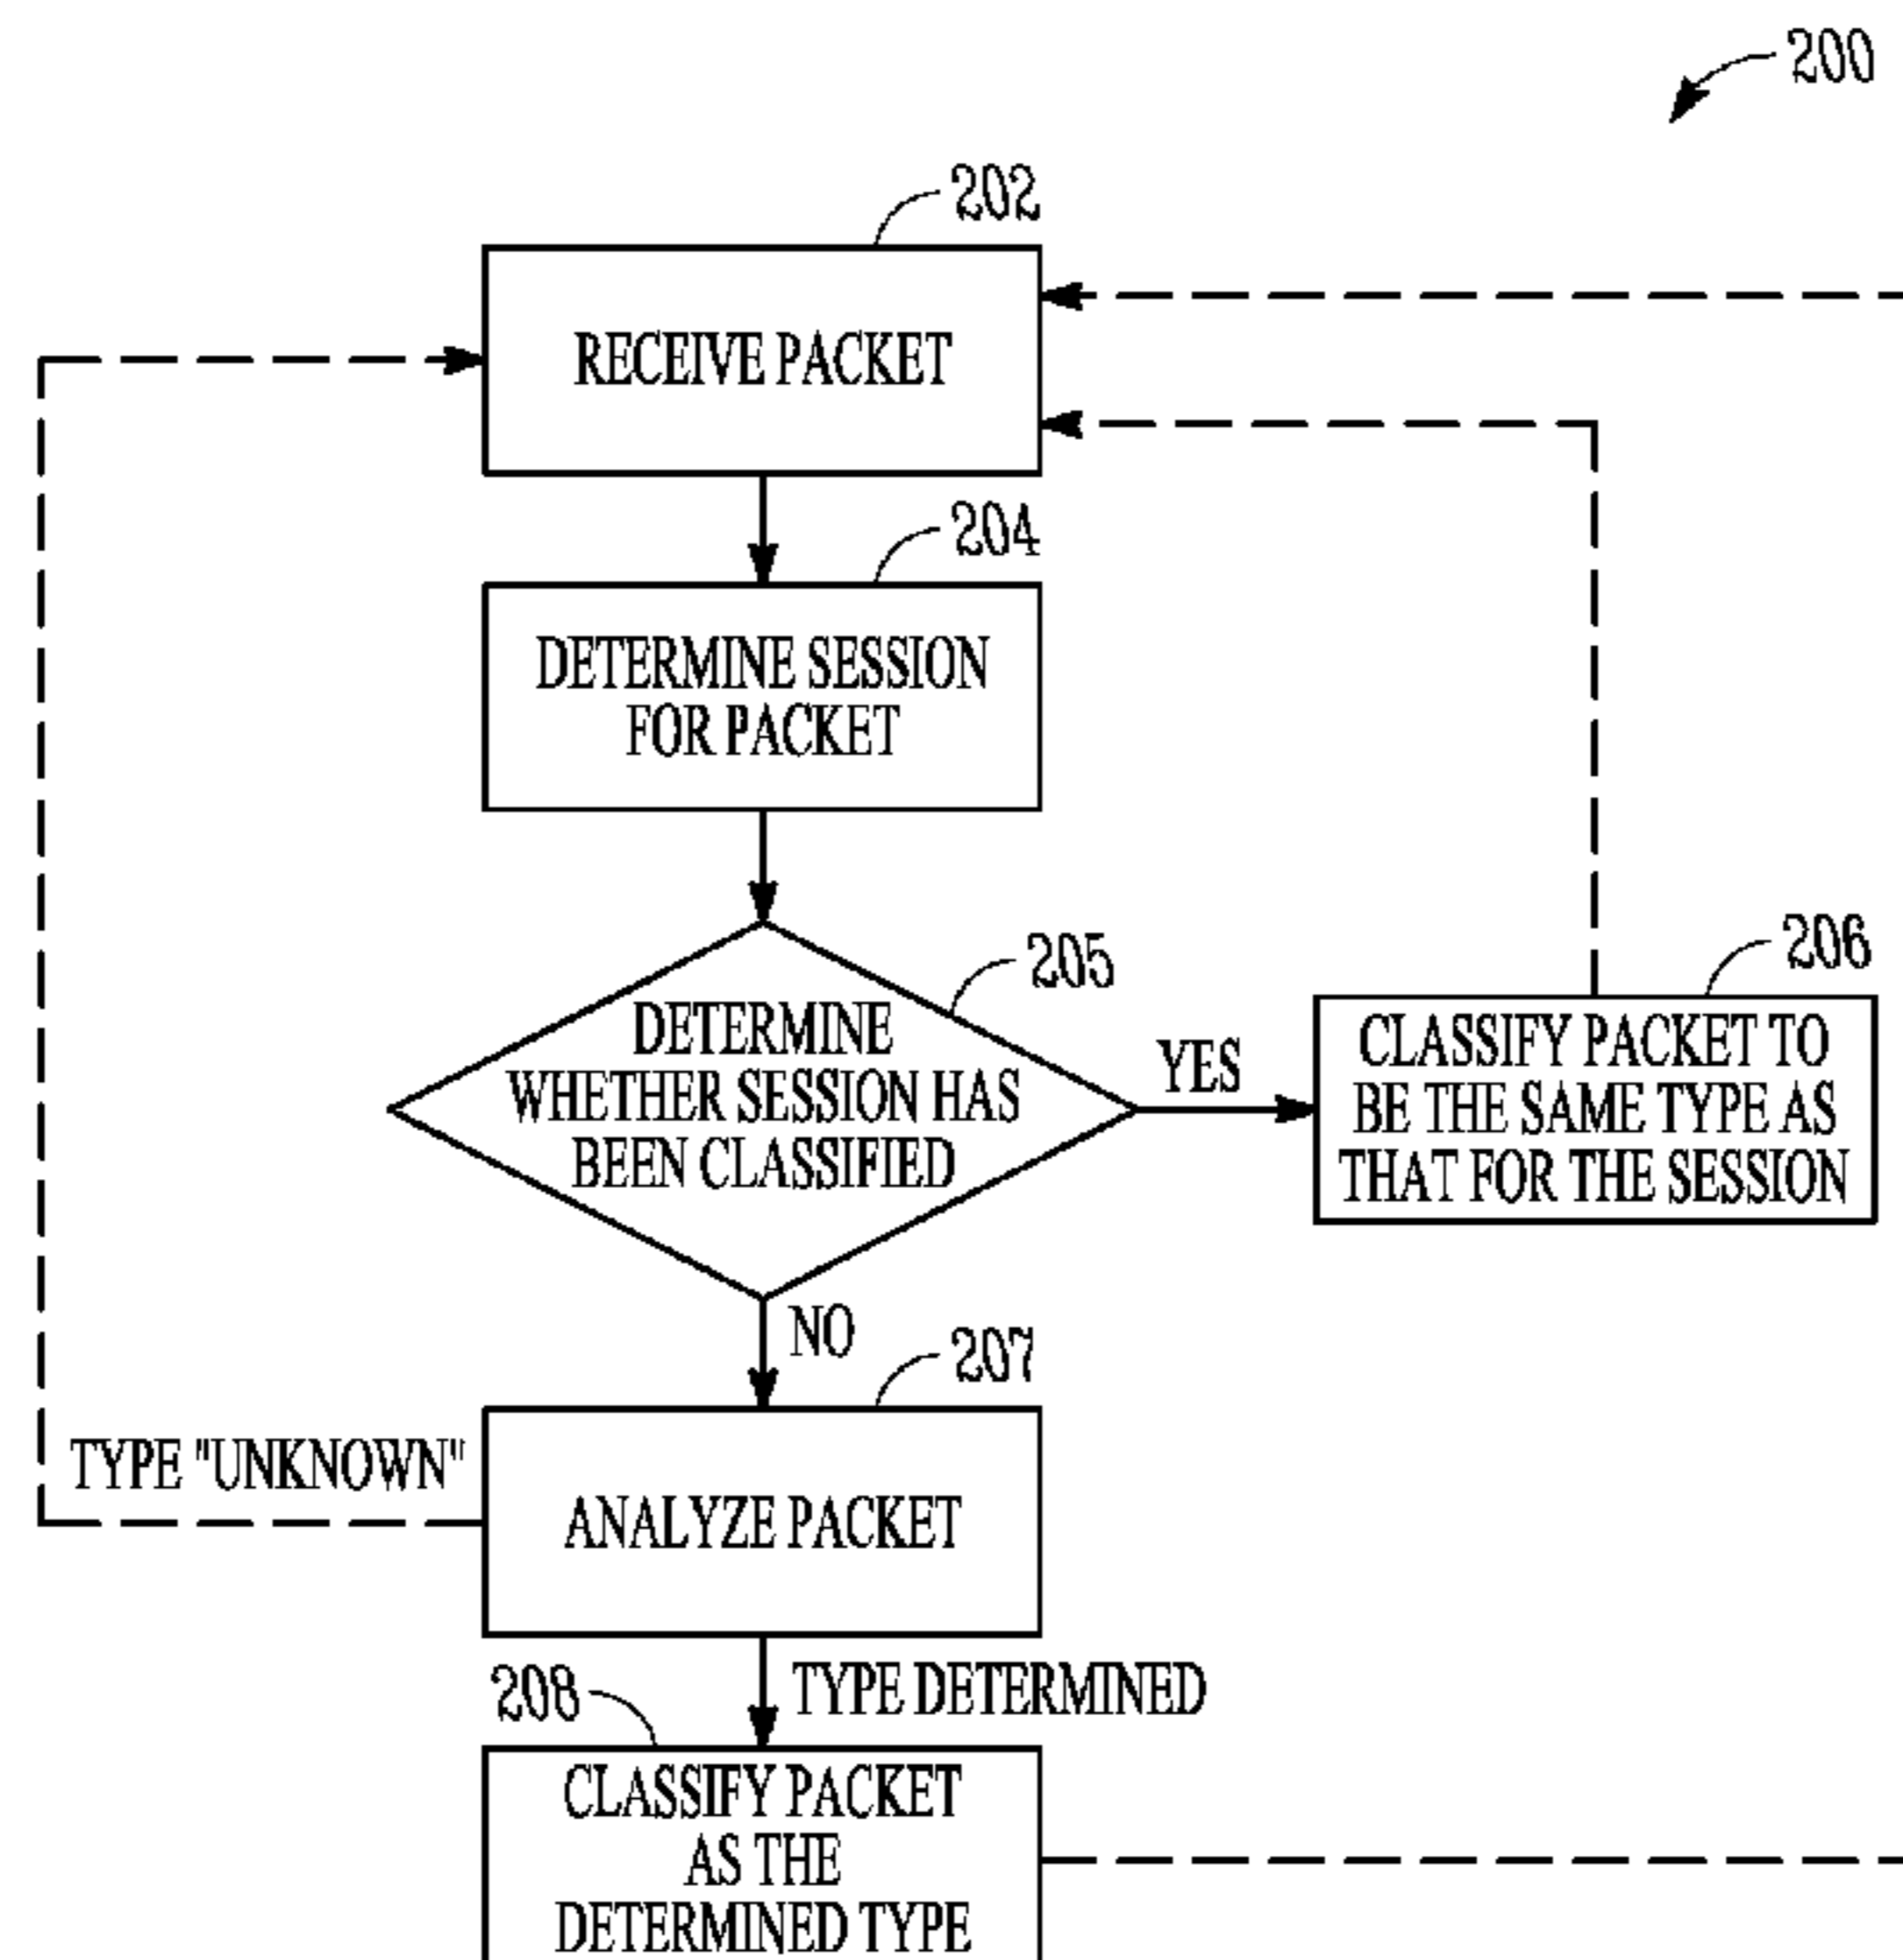 200
202
RECEIVE PACKET
204
DETERMINE SESSION
FOR PACKET
205
DETERMINE
WHETHER SESSION HAS
BEEN CLASSIFIED
YES
206
CLASSIFY PACKET TO
BE THE SAME TYPE AS
THAT FOR THE SESSION
NO
207
TYPE "UNKNOWN"
ANALYZE PACKET
208
TYPE DETERMINED
CLASSIFY PACKET
AS THE
DETERMINED TYPE